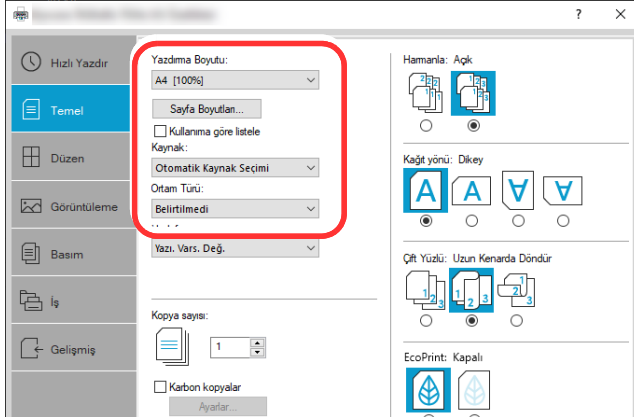 Hızlı Yazdır
Temel
Düzen
Görüntüleme
Basım
İş
Gelişmiş
Yazdırma Boyutu:
A4 [100%]
Sayfa Boyutları...
Kullanıma göre listele
Kaynak:
Otomatik Kaynak Seçimi
Ortam Türü:
Belirtilmedi
Yazı. Vars. Değ.
Kopya sayısı:
1
Karbon kopyalar
Ayarlar...
Hamanla: Açık
Kağıt yönü: Dikey
A A A A
Çift Yüzlü: Uzun Kenarda Döndür
EcoPrint: Kapalı